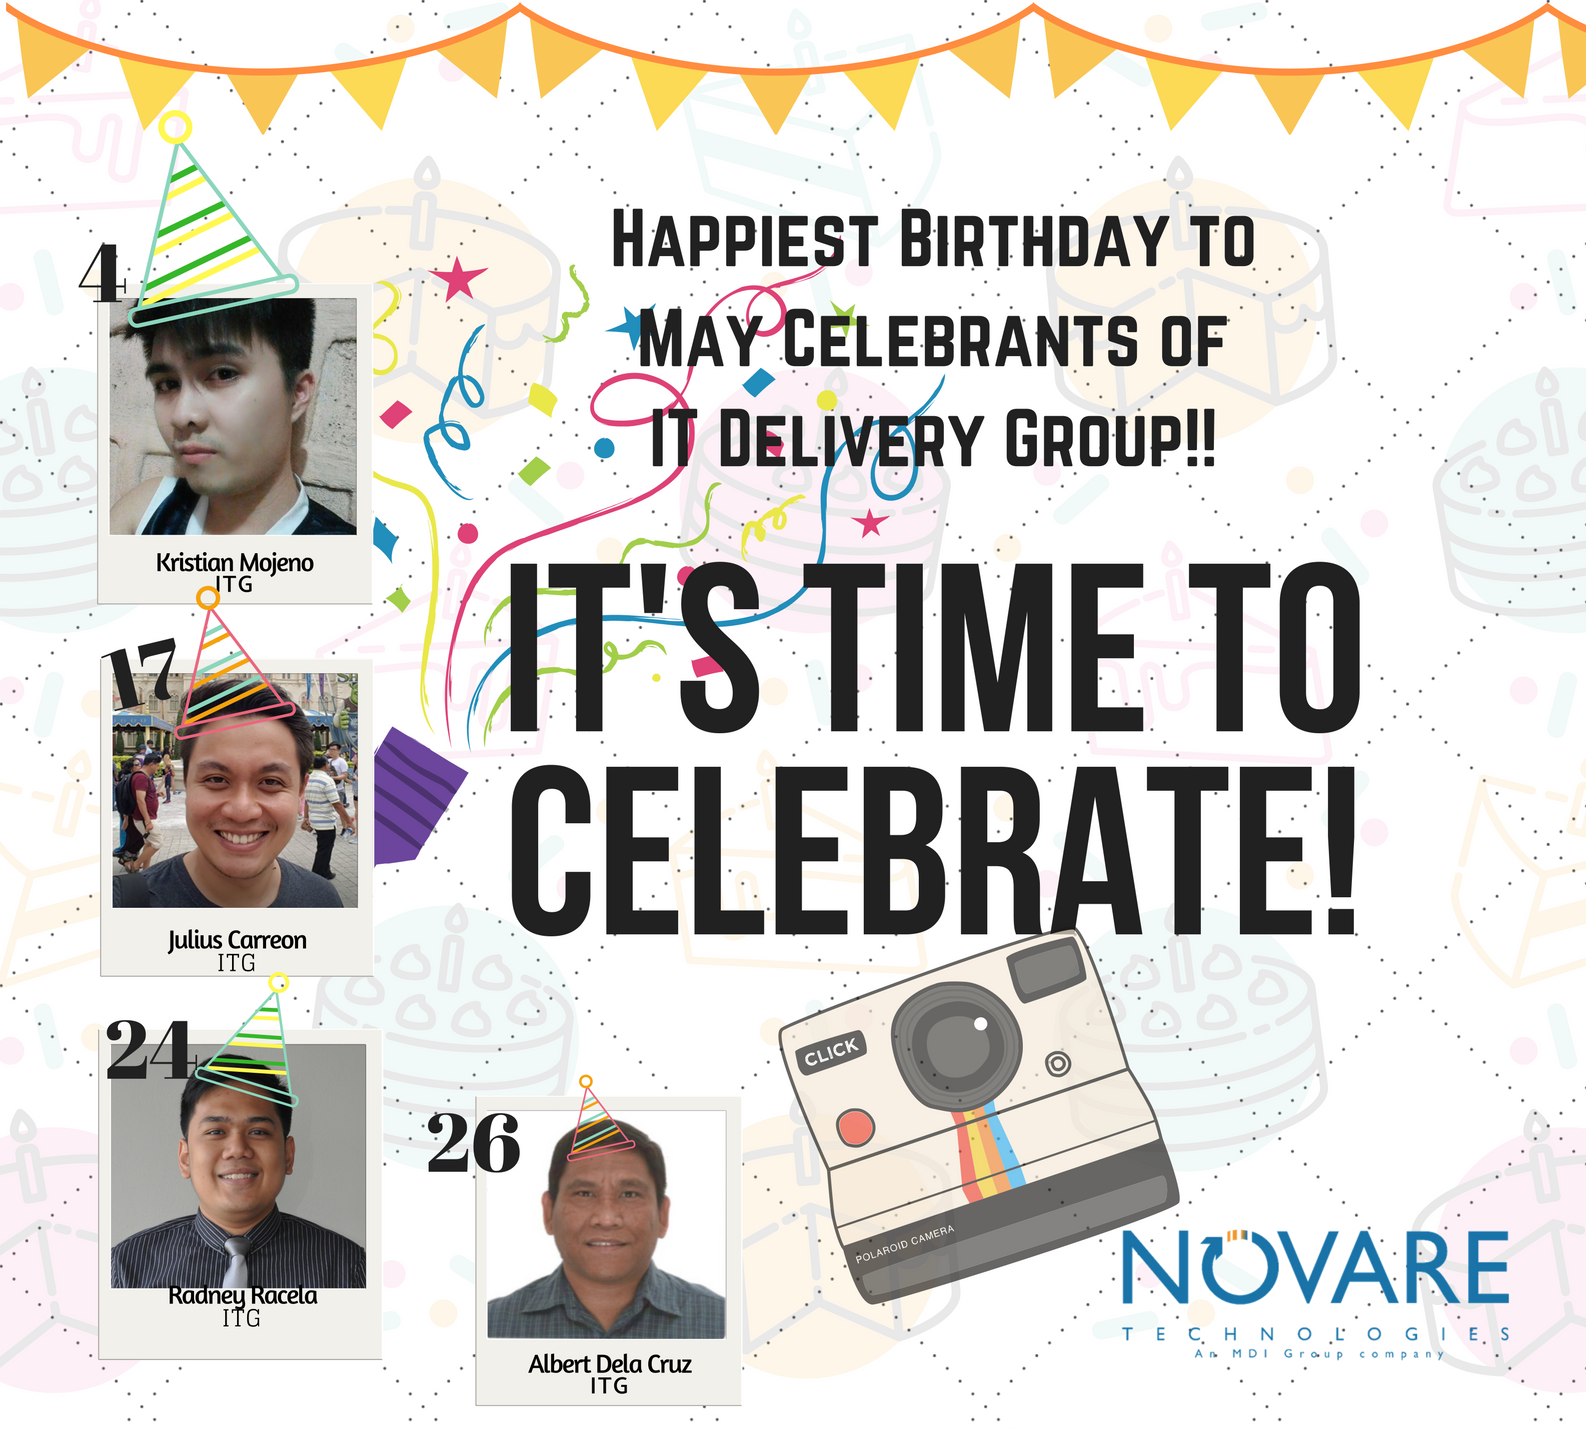 Happiest Birthday to
May Celebrants of
IT Delivery Group!!
IT'S TIME TO
CELEBRATE!
4
Kristian Mojeno
ITG
17
Julius Carreon
ITG
24
Radney Racela
ITG
26
Albert Dela Cruz
ITG
CLICK
POLAROID CAMERA
NOVARE
TECHNOLOGIES
An MDI Group company